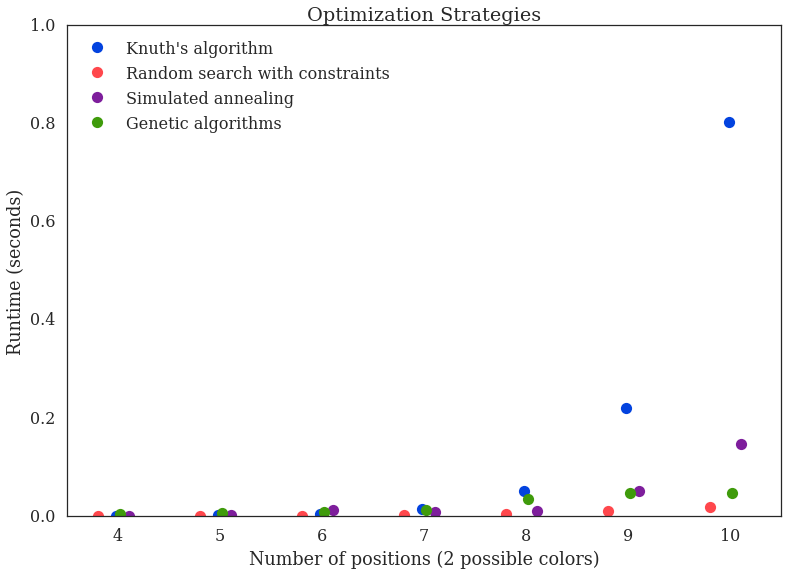 Optimization Strategies
Knuth's algorithm
Random search with constraints
Simulated annealing
Genetic algorithms
Runtime (seconds)
1.0
0.8
0.6
0.4
0.2
0.0
4 5 6 7 8 9 10
Number of positions (2 possible colors)